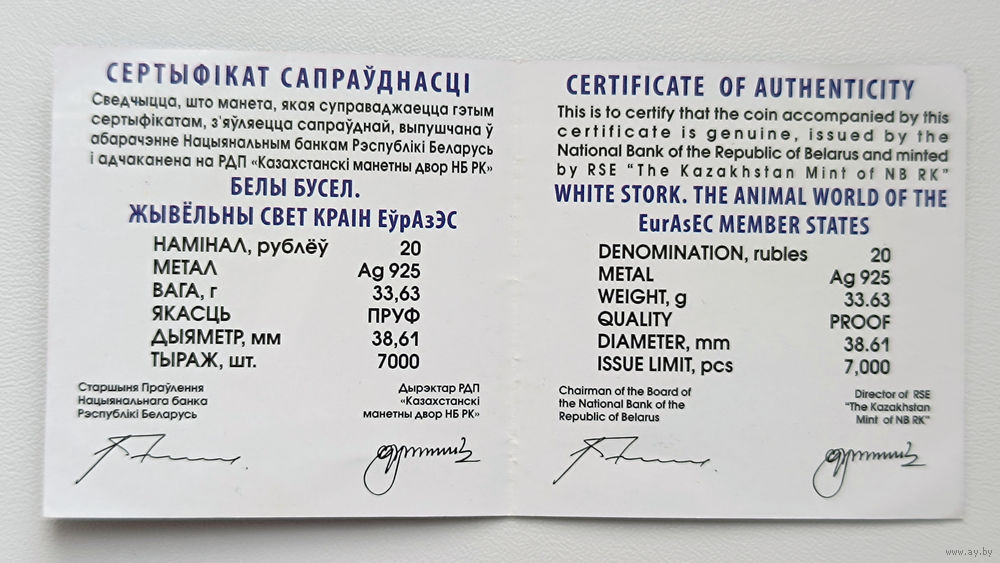 СЕРТЫФІКАТ САПРАЎДНАСЦІ
Сведчыцца, што манета, якая суправаджаецца гэтым
сертыфікатам, з'яўляецца сапраўднай, выпушчана ў
абарачэнне Нацыянальным банкам Рэспублікі Беларусь
і адчаканена на РДП «Казахстанскі манетны двор НБ РК»
БЕЛЫ БУСЕЛ.
ЖЫВЁЛЬНЫ СВЕТ КРАІН ЕўрАзЭС
НАМІНАЛ, рублёў 20
МЕТАЛ Ag 925
ВАГА, г 33,63
ЯКАСЦЬ ПРУФ
ДЫЯМЕТР, мм 38,61
ТЫРАЖ, шт. 7000
Старшыня Праўлення
Нацыянальнага банка
Рэспублікі Беларусь
Дырэктар РДП
«Казахстанскі
манетны двор НБ РК»
CERTIFICATE OF AUTHENTICITY
This is to certify that the coin accompanied by this
certificate is genuine, issued by the
National Bank of the Republic of Belarus and minted
by RSE "The Kazakhstan Mint of NB RK"
WHITE STORK. THE ANIMAL WORLD OF THE
EurAsEC MEMBER STATES
DENOMINATION, rubles 20
METAL Ag 925
WEIGHT, g 33.63
QUALITY PROOF
DIAMETER, mm 38.61
ISSUE LIMIT, pcs 7,000
Chairman of the Board of
the National Bank of the
Republic of Belarus
Director of RSE
"The Kazakhstan
Mint of NB RK"
www.ay.by